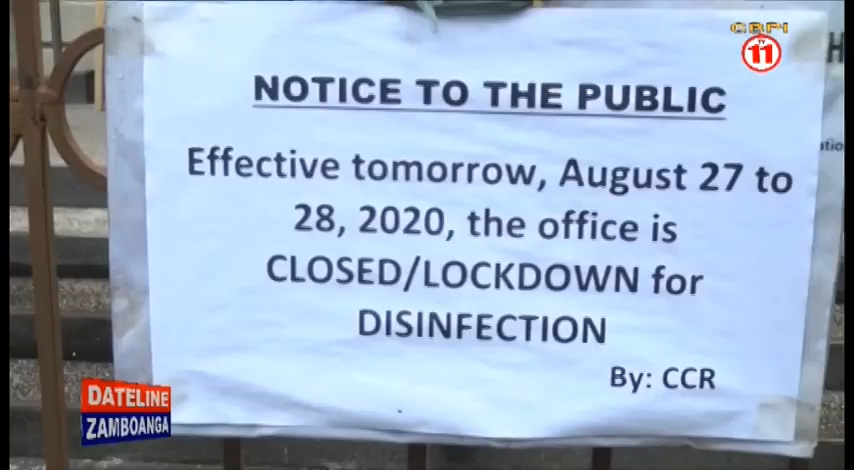 CBPI
TV
11
NOTICE TO THE PUBLIC
Effective tomorrow, August 27 to
28, 2020, the office is
CLOSED/LOCKDOWN for
DISINFECTION
By: CCR
DATELINE
ZAMBOANGA